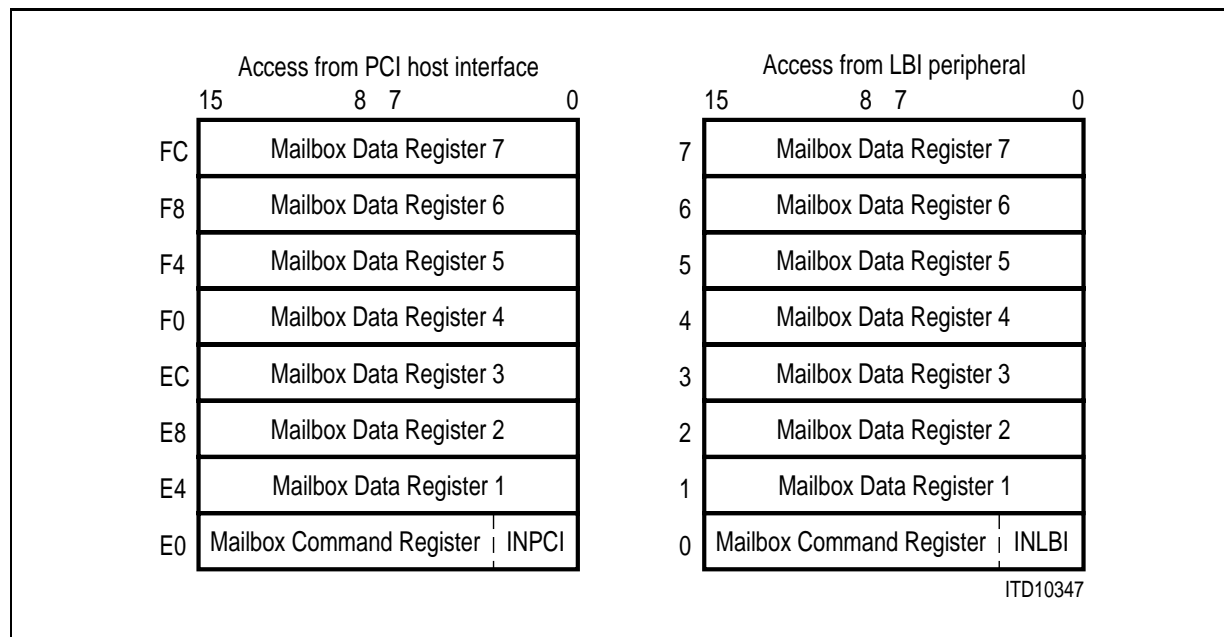 Access from PCI host interface
15 8 7 0
FC Mailbox Data Register 7
F8 Mailbox Data Register 6
F4 Mailbox Data Register 5
F0 Mailbox Data Register 4
EC Mailbox Data Register 3
E8 Mailbox Data Register 2
E4 Mailbox Data Register 1
E0 Mailbox Command Register INPCI
Access from LBI peripheral
15 8 7 0
7 Mailbox Data Register 7
6 Mailbox Data Register 6
5 Mailbox Data Register 5
4 Mailbox Data Register 4
3 Mailbox Data Register 3
2 Mailbox Data Register 2
1 Mailbox Data Register 1
0 Mailbox Command Register INLBI
ITD10347